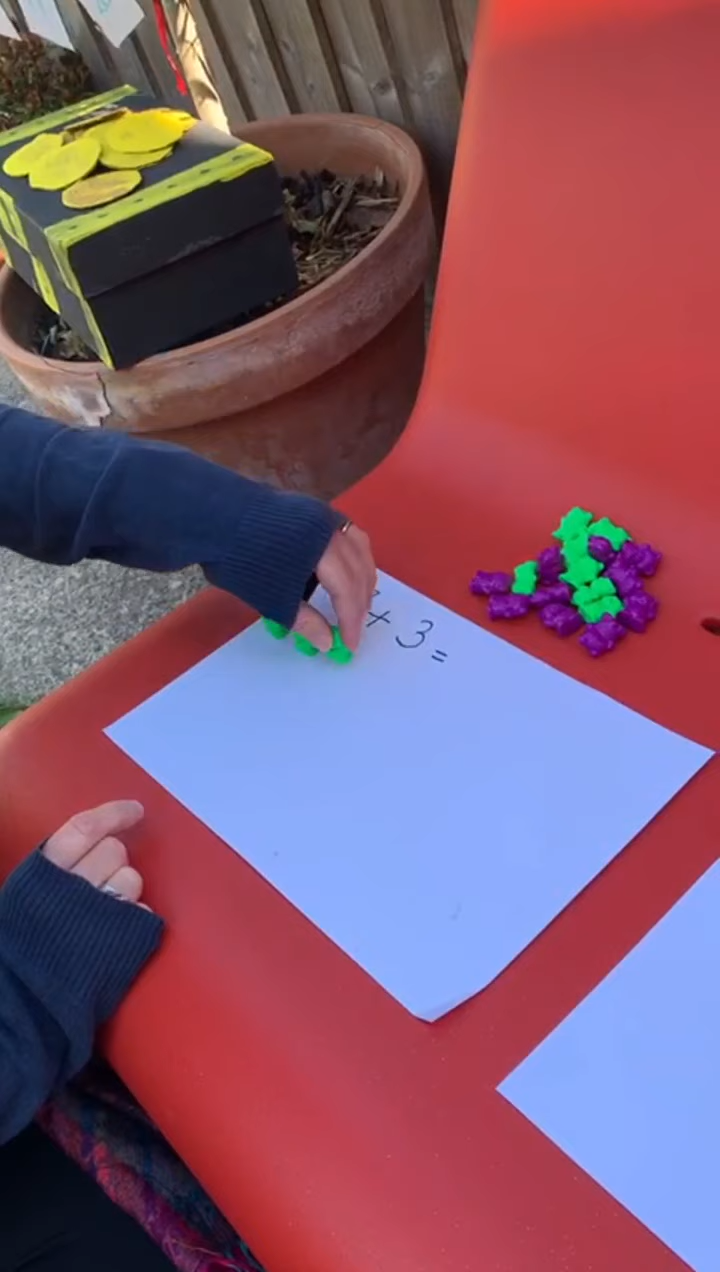 + 3 =